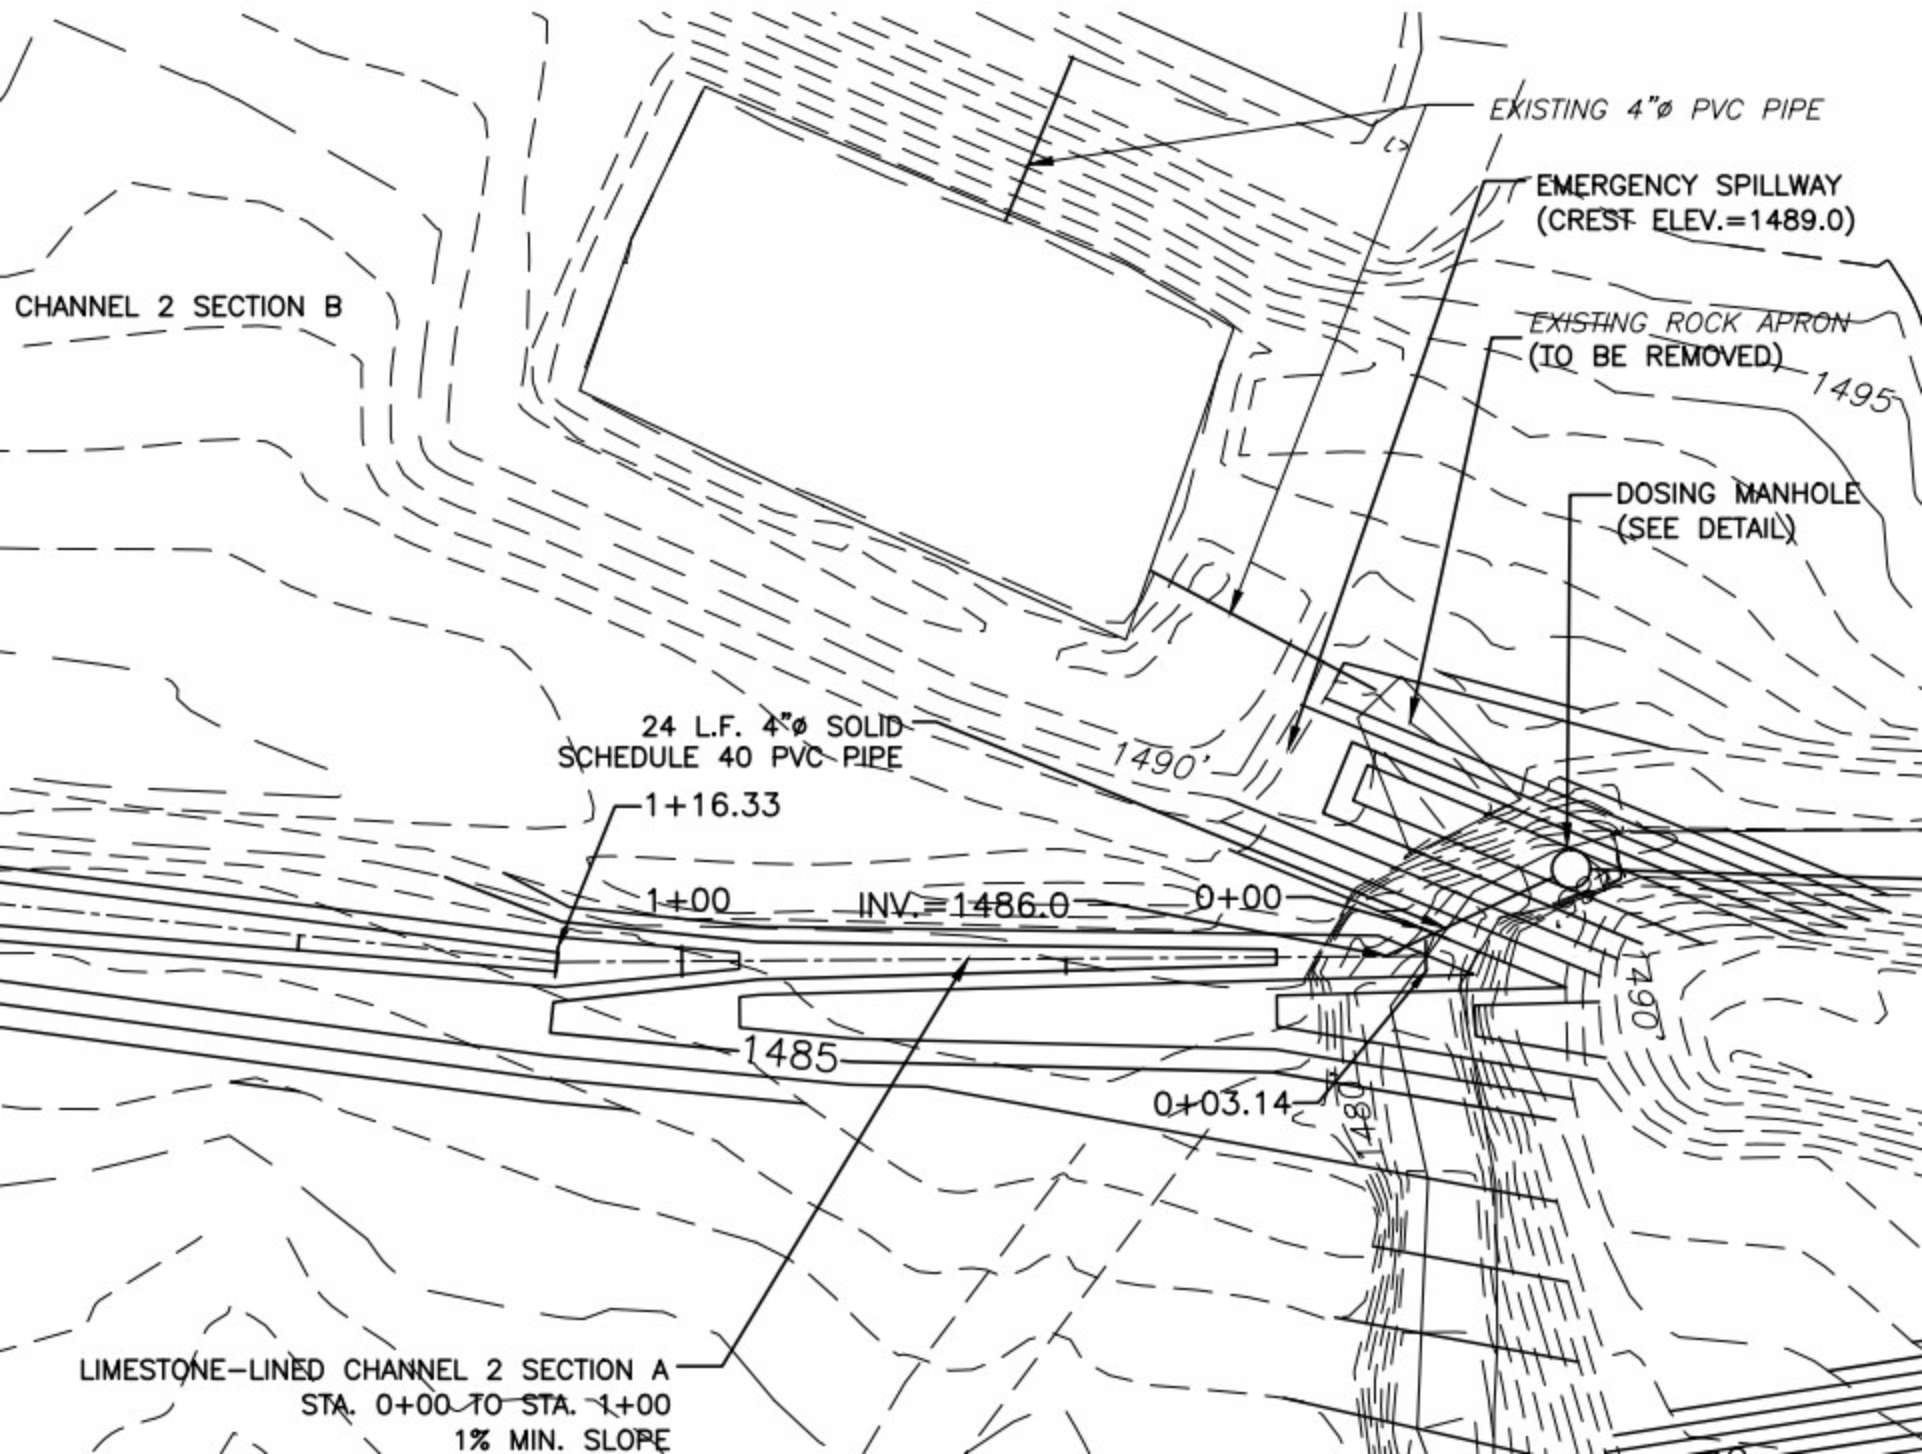 EXISTING 4"ø PVC PIPE
EMERGENCY SPILLWAY
(CREST ELEV.=1489.0)
CHANNEL 2 SECTION B
EXISTING ROCK APRON
(TO BE REMOVED)
1495
DOSING MANHOLE
(SEE DETAIL)
24 L.F. 4"ø SOLID
SCHEDULE 40 PVC PIPE
1490'
1+16.33
1+00
INV.=1486.0
0+00
1490
1485
0+03.14
1480'
LIMESTONE-LINED CHANNEL 2 SECTION A
STA. 0+00 TO STA. 1+00
1% MIN. SLOPE